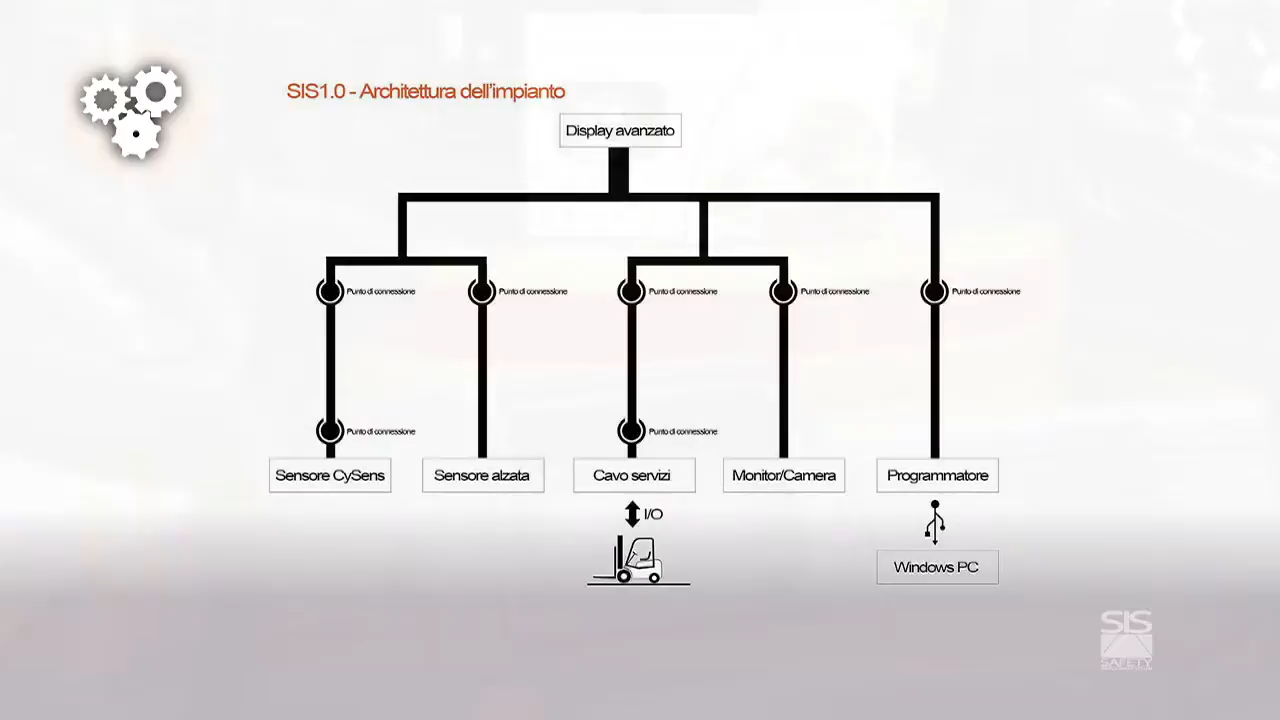 SIS1.0 - Architettura dell'impianto
Display avanzato
Punto di connessione
Punto di connessione
Punto di connessione
Punto di connessione
Punto di connessione
Punto di connessione
Punto di connessione
Sensore CySens
Sensore alzata
Cavo servizi
Monitor/Camera
Programmatore
I/O
Windows PC
SIS
SAFETY